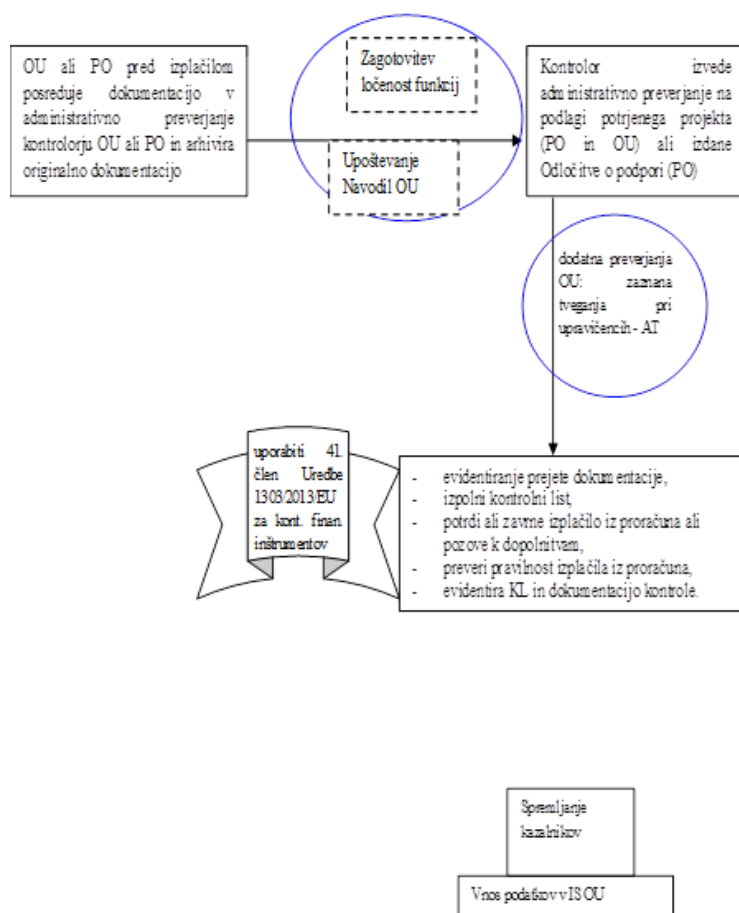 OU ali PO pred izplačilom
posreduje dokumentacijo v
administrativno preverjanje
kontrolorju OU ali PO in arhivira
originalno dokumentacijo
Zagotovitev
ločenost funkcij
Upoštevanje
Navodil OU
Kontrolor izvede
administrativno preverjanje na
podlagi potrjenega projekta
(PO in OU) ali izdane
Odločitve o podpori (PO)
dodatna preverjanja
OU: zaznana
tveganja pri
upravičencih - AT
uporabiti 41.
člen Uredbe
1303/2013/EU
za kont. finan.
inštrumentov
- evidentiranje prejete dokumentacije,
- izpolni kontrolni list,
- potrdi ali zavrne izplačilo iz proračuna ali
pozove k dopolnitvam,
- preveri pravilnost izplačila iz proračuna,
- evidentira KL in dokumentacijo kontrole.
Spremljanje
kazalnikov
Vnos podatkov v IS OU